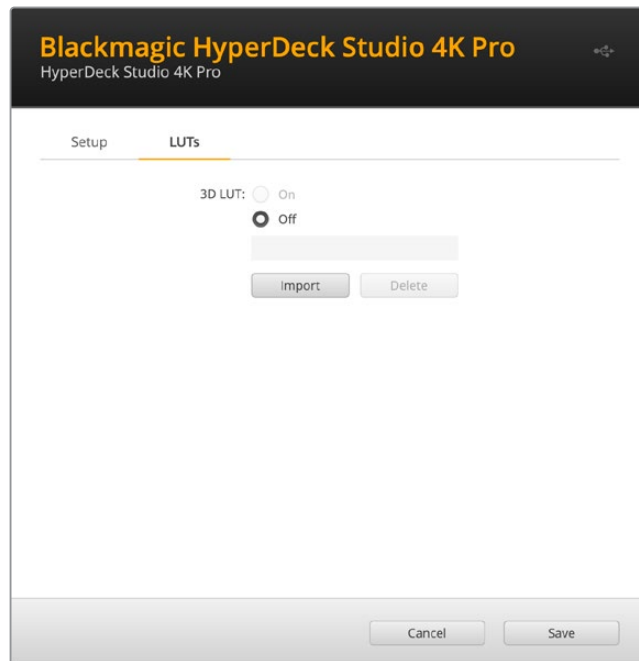 Blackmagic HyperDeck Studio 4K Pro
HyperDeck Studio 4K Pro
Setup LUTs
3D LUT: On
Off
Import Delete
Cancel Save